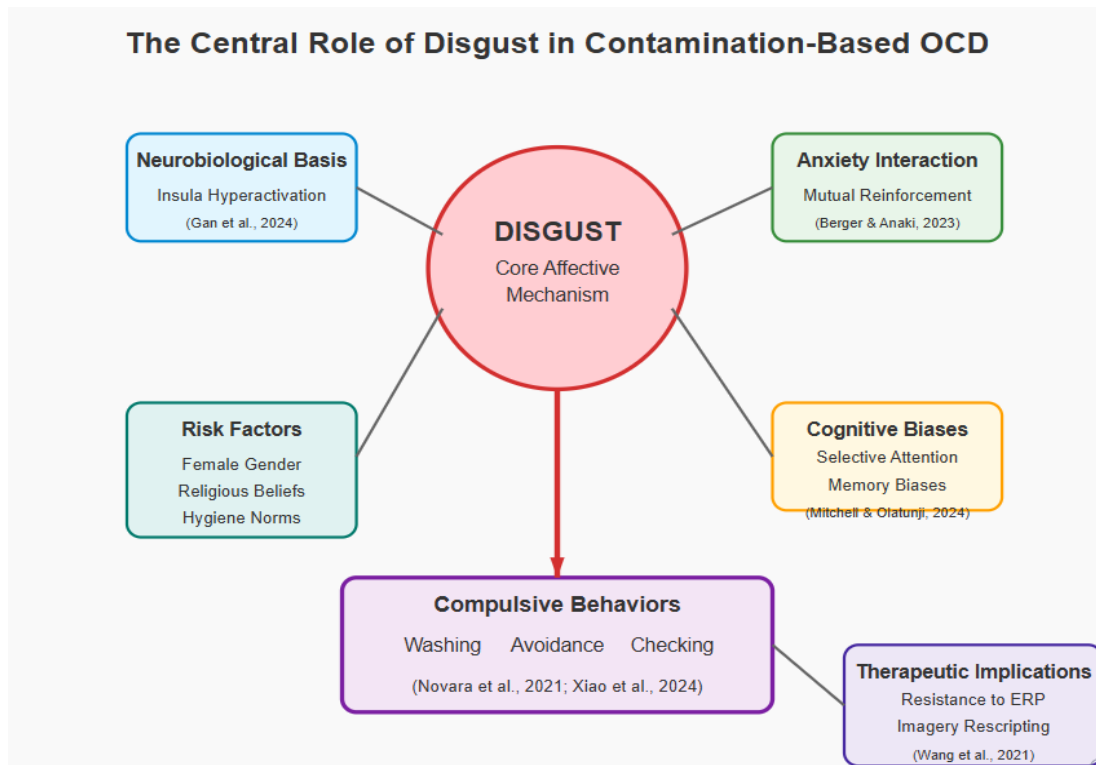 The Central Role of Disgust in Contamination-Based OCD
Neurobiological Basis
Insula Hyperactivation
(Gan et al., 2024)
Anxiety Interaction
Mutual Reinforcement
(Berger & Anaki, 2023)
DISGUST
Core Affective
Mechanism
Risk Factors
Female Gender
Religious Beliefs
Hygiene Norms
Cognitive Biases
Selective Attention
Memory Biases
(Mitchell & Olatunji, 2024)
Compulsive Behaviors
Washing Avoidance Checking
(Novara et al., 2021; Xiao et al., 2024)
Therapeutic Implications
Resistance to ERP
Imagery Rescripting
(Wang et al., 2021)